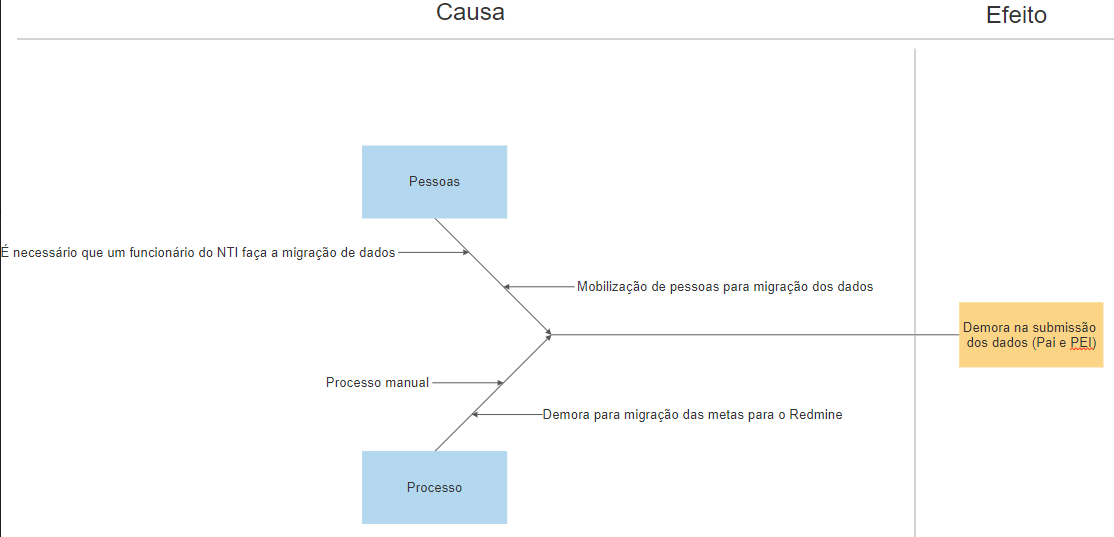 Causa
Efeito
Pessoas
É necessário que um funcionário do NTI faça a migração de dados
Mobilização de pessoas para migração dos dados
Demora na submissão
dos dados (Pai e PEI)
Processo manual
Demora para migração das metas para o Redmine
Processo